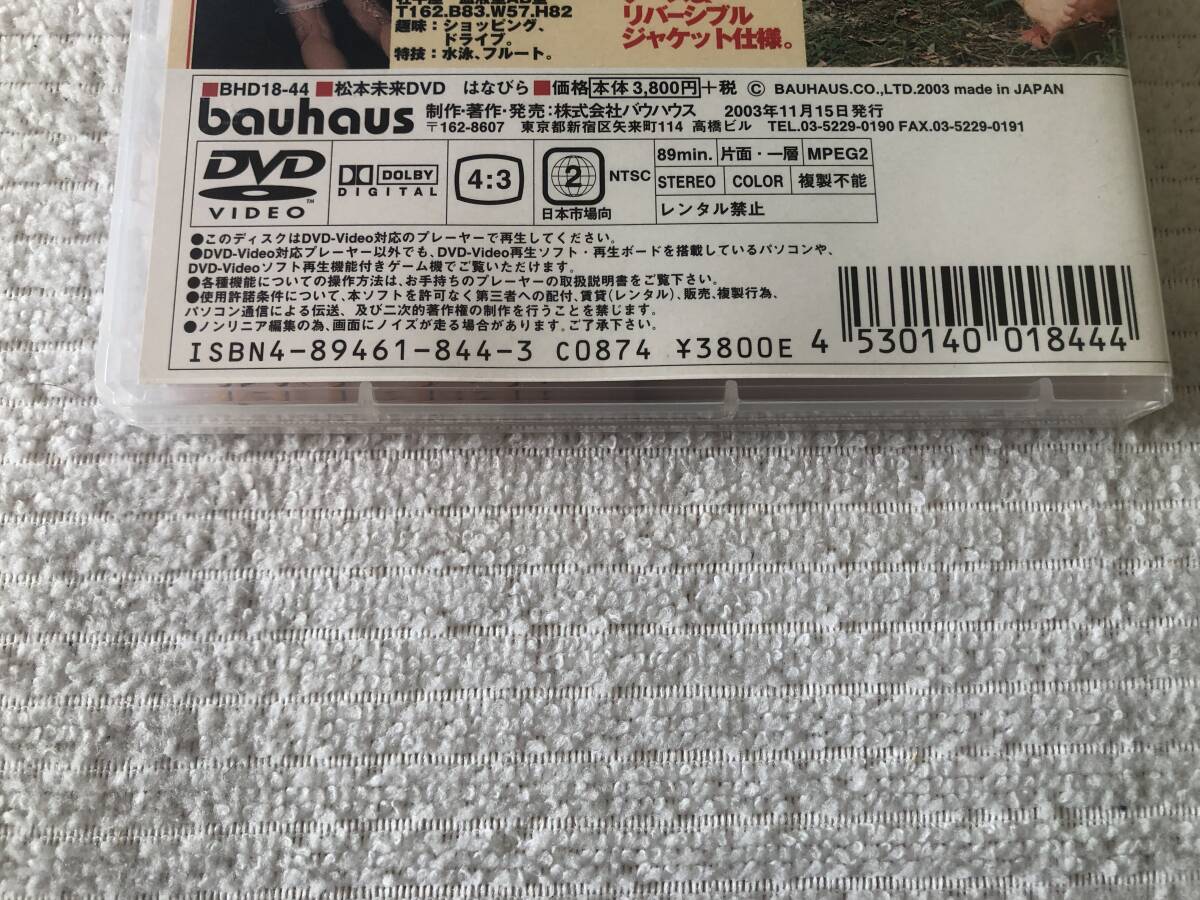 T162.B83.W57.H82
趣味：ショッピング、
ドライブ。
特技：水泳、フルート。
リバーシブル
ジャケット仕様。
■BHD18-44 ■松本未来DVD はなびら ■価格 本体 3,800円 +税 © BAUHAUS.CO.,LTD.2003 made in JAPAN
bauhaus 制作・著作・発売：株式会社バウハウス 2003年11月15日発行
〒162-8607 東京都新宿区矢来町114 高橋ビル TEL.03-5229-0190 FAX.03-5229-0191
DVD VIDEO ™
DOLBY DIGITAL
4:3
2 NTSC
日本市場向
89min. 片面・一層 MPEG2
STEREO COLOR 複製不能
レンタル禁止
●このディスクはDVD-Video対応のプレーヤーで再生してください。
●DVD-Video対応プレーヤー以外でも、DVD-Video再生ソフト・再生ボードを搭載しているパソコンや、
DVD-Videoソフト再生機能付きゲーム機でご覧いただけます。
●各種機能についての操作方法は、お手持ちのプレーヤーの取扱説明書をご覧下さい。
●使用許諾条件について、本ソフトを許可なく第三者への配付、賃貸(レンタル)、販売、複製行為、
パソコン通信による伝送、及び二次的著作権の制作を行うことを禁じます。
●ノンリニア編集の為、画面にノイズが走る場合があります。ご了承下さい。
ISBN4-89461-844-3 C0874 ¥3800E
4 530140 018444